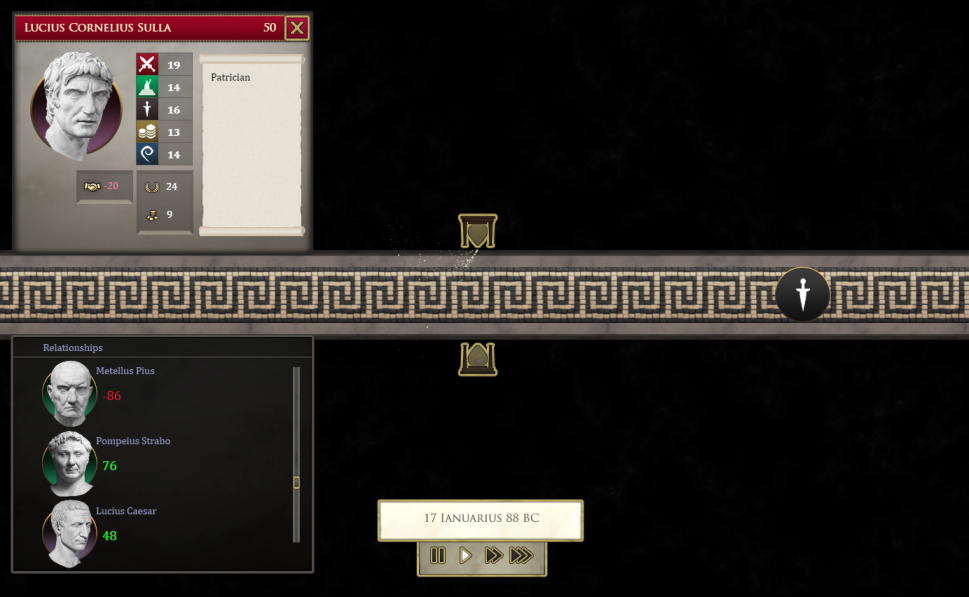 Lucius Cornelius Sulla 50
19
14
16
13
14
Patrician
-20
24
9
Relationships
Metellus Pius
-86
Pompeius Strabo
76
Lucius Caesar
48
17 Ianuarius 88 BC